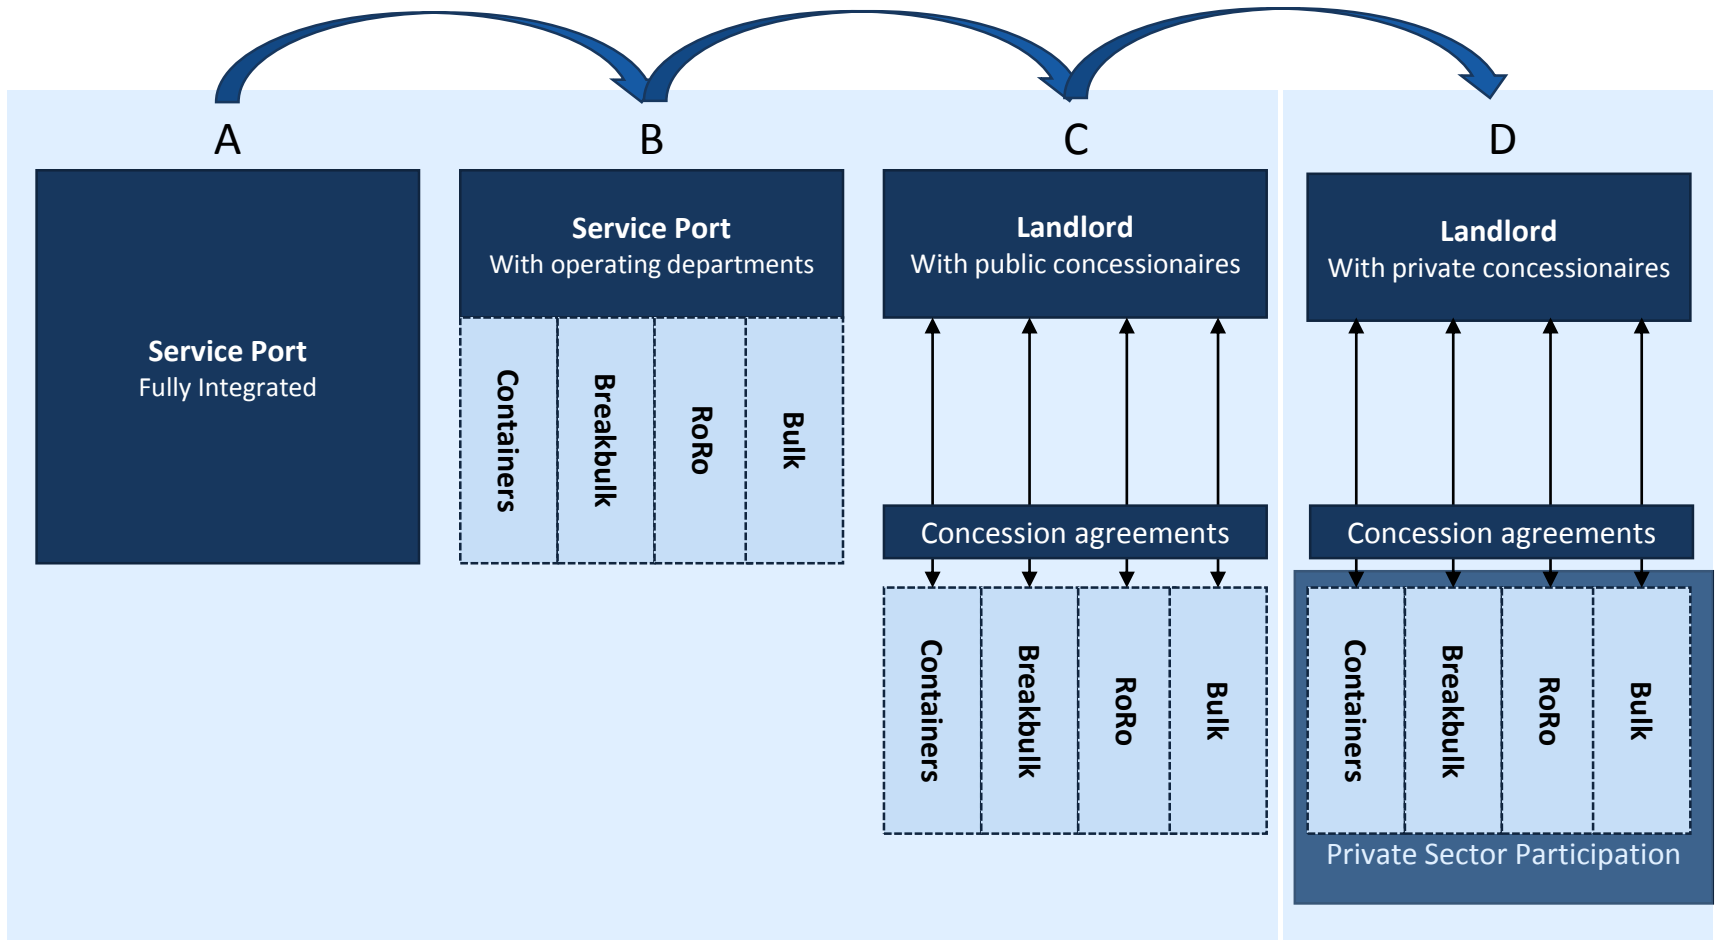 A
Service Port
Fully Integrated
B
Service Port
With operating departments
Containers
Breakbulk
RoRo
Bulk
C
Landlord
With public concessionaires
Concession agreements
Containers
Breakbulk
RoRo
Bulk
D
Landlord
With private concessionaires
Concession agreements
Containers
Breakbulk
RoRo
Bulk
Private Sector Participation